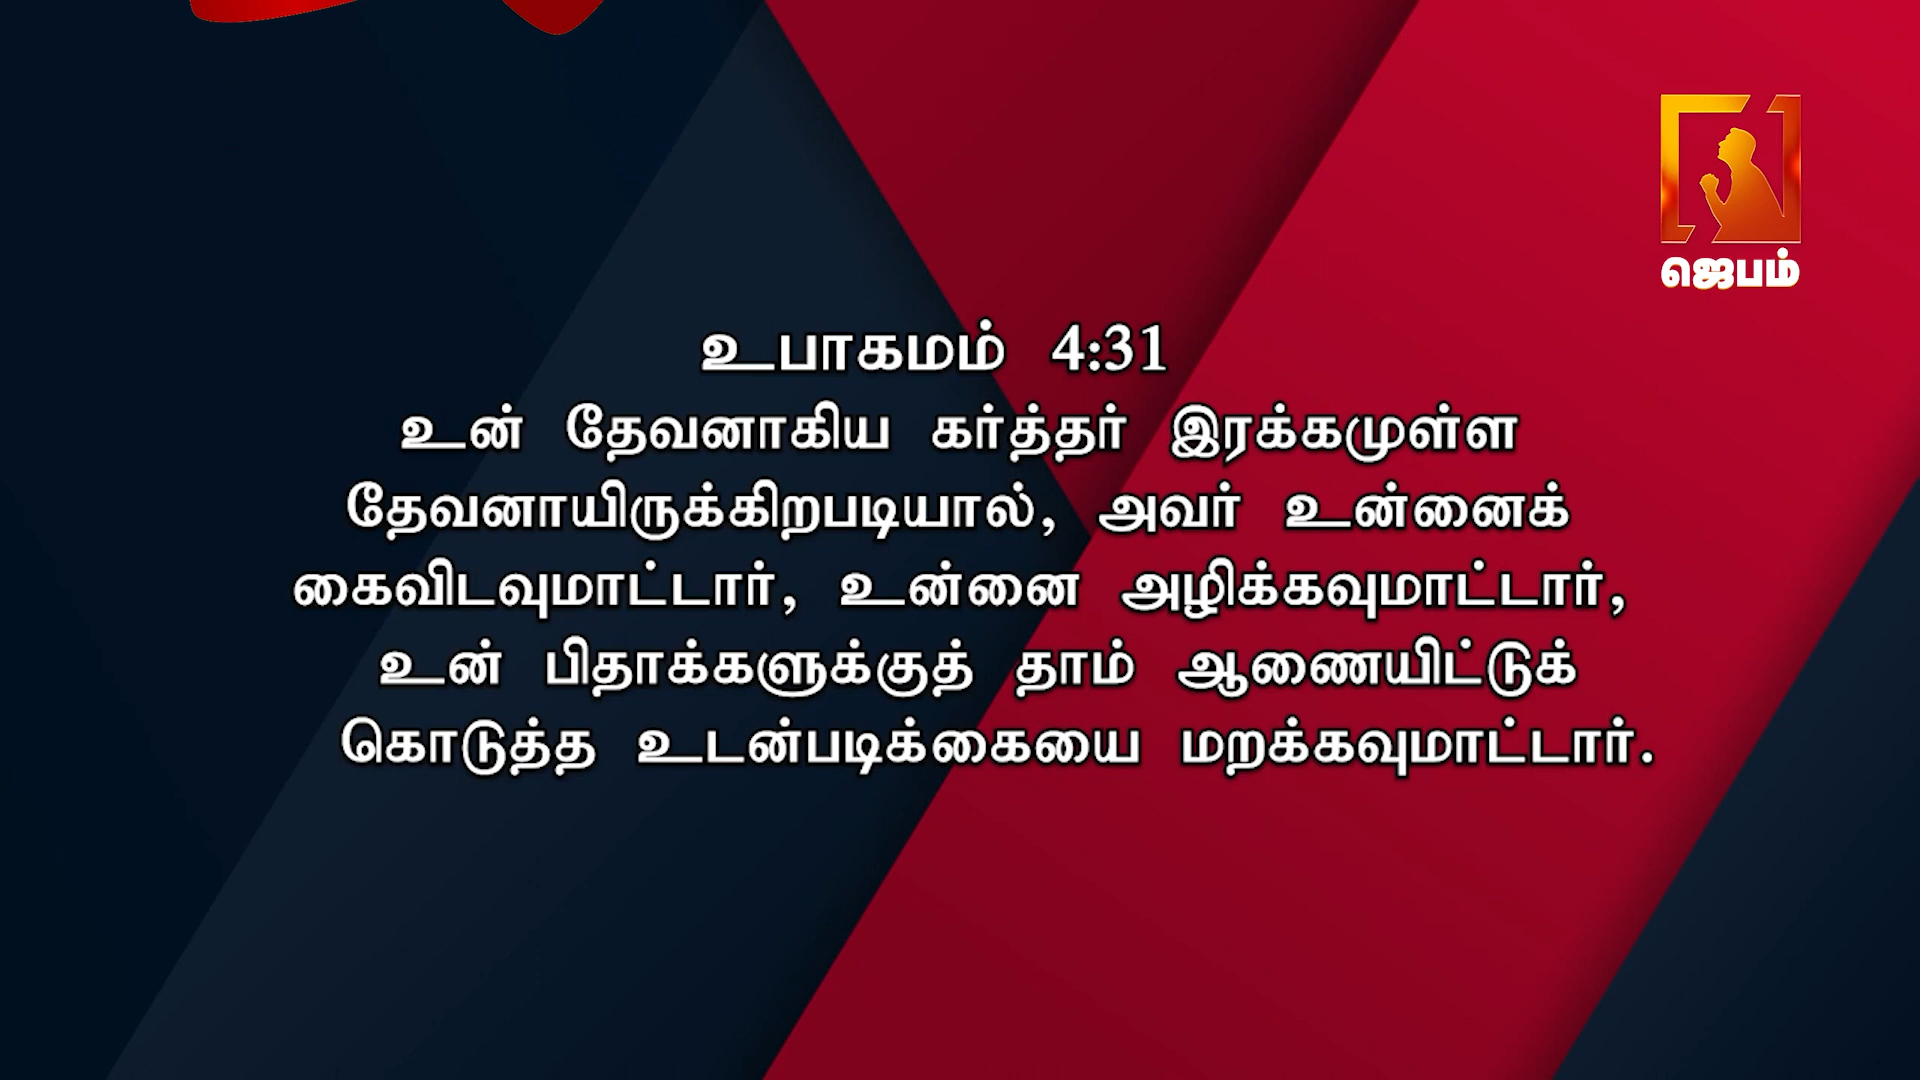 ஜெபம்
உபாகமம் 4:31
உன் தேவனாகிய கர்த்தர் இரக்கமுள்ள
தேவனாயிருக்கிறபடியால், அவர் உன்னைக்
கைவிடவுமாட்டார், உன்னை அழிக்கவுமாட்டார்,
உன் பிதாக்களுக்குத் தாம் ஆணையிட்டுக்
கொடுத்த உடன்படிக்கையை மறக்கவுமாட்டார்.